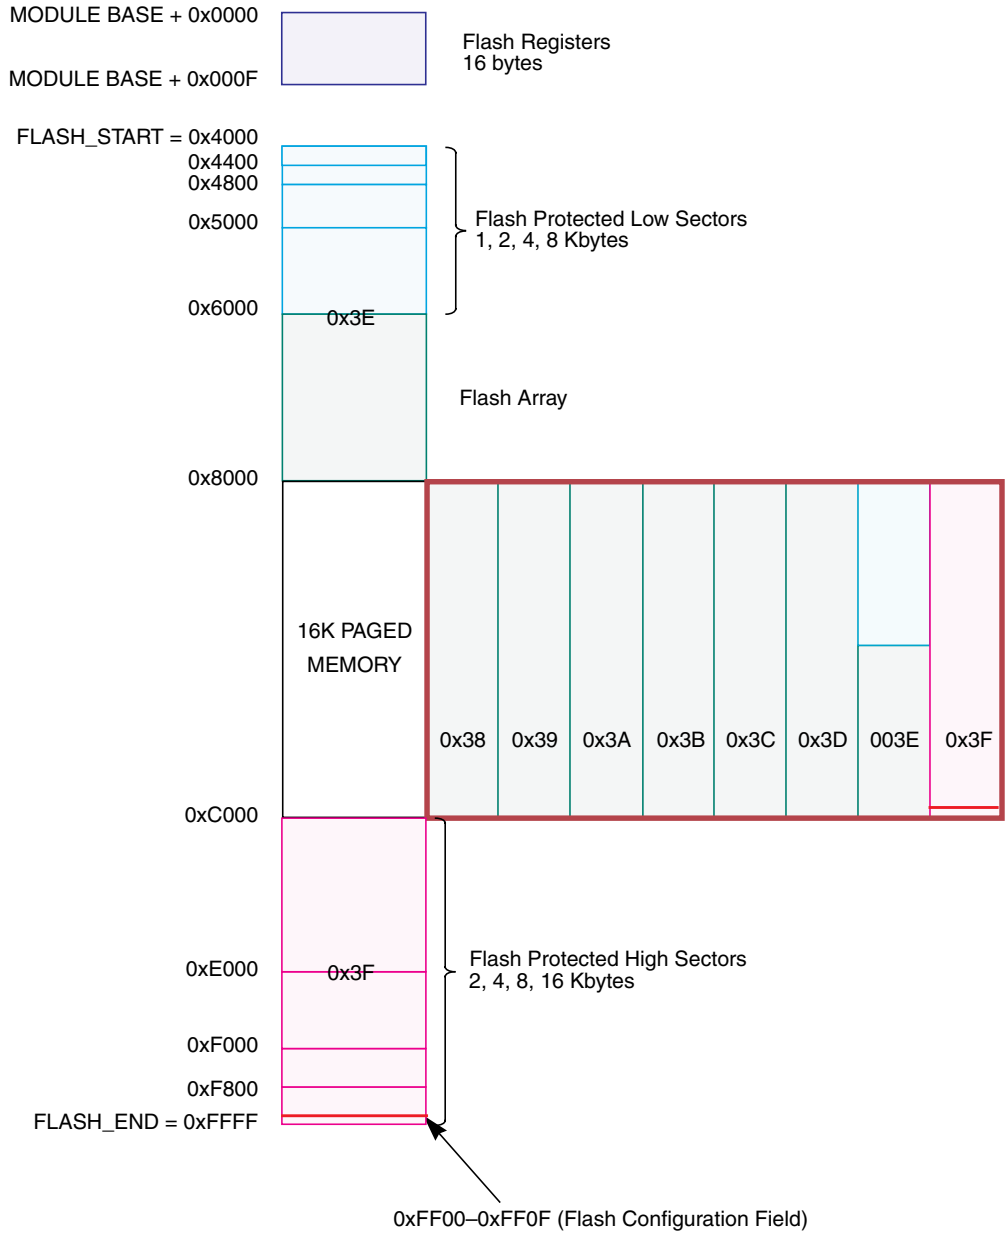 MODULE BASE + 0x0000
Flash Registers
16 bytes
MODULE BASE + 0x000F
FLASH_START = 0x4000
0x4400
0x4800
0x5000
Flash Protected Low Sectors
1, 2, 4, 8 Kbytes
0x6000
0x3E
Flash Array
0x8000
16K PAGED
MEMORY
0x38
0x39
0x3A
0x3B
0x3C
0x3D
003E
0x3F
0xC000
Flash Protected High Sectors
2, 4, 8, 16 Kbytes
0xE000
0x3F
0xF000
0xF800
FLASH_END = 0xFFFF
0xFF00–0xFF0F (Flash Configuration Field)